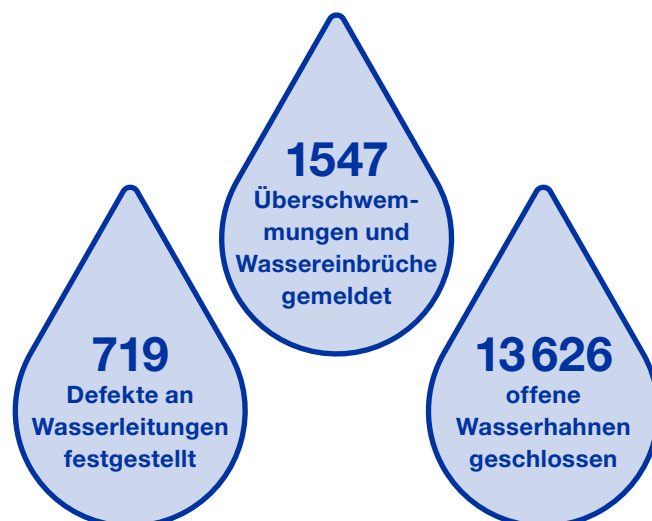 1547
Überschwem-
mungen und
Wassereinbrüche
gemeldet
719
Defekte an
Wasserleitungen
festgestellt
13 626
offene
Wasserhahnen
geschlossen